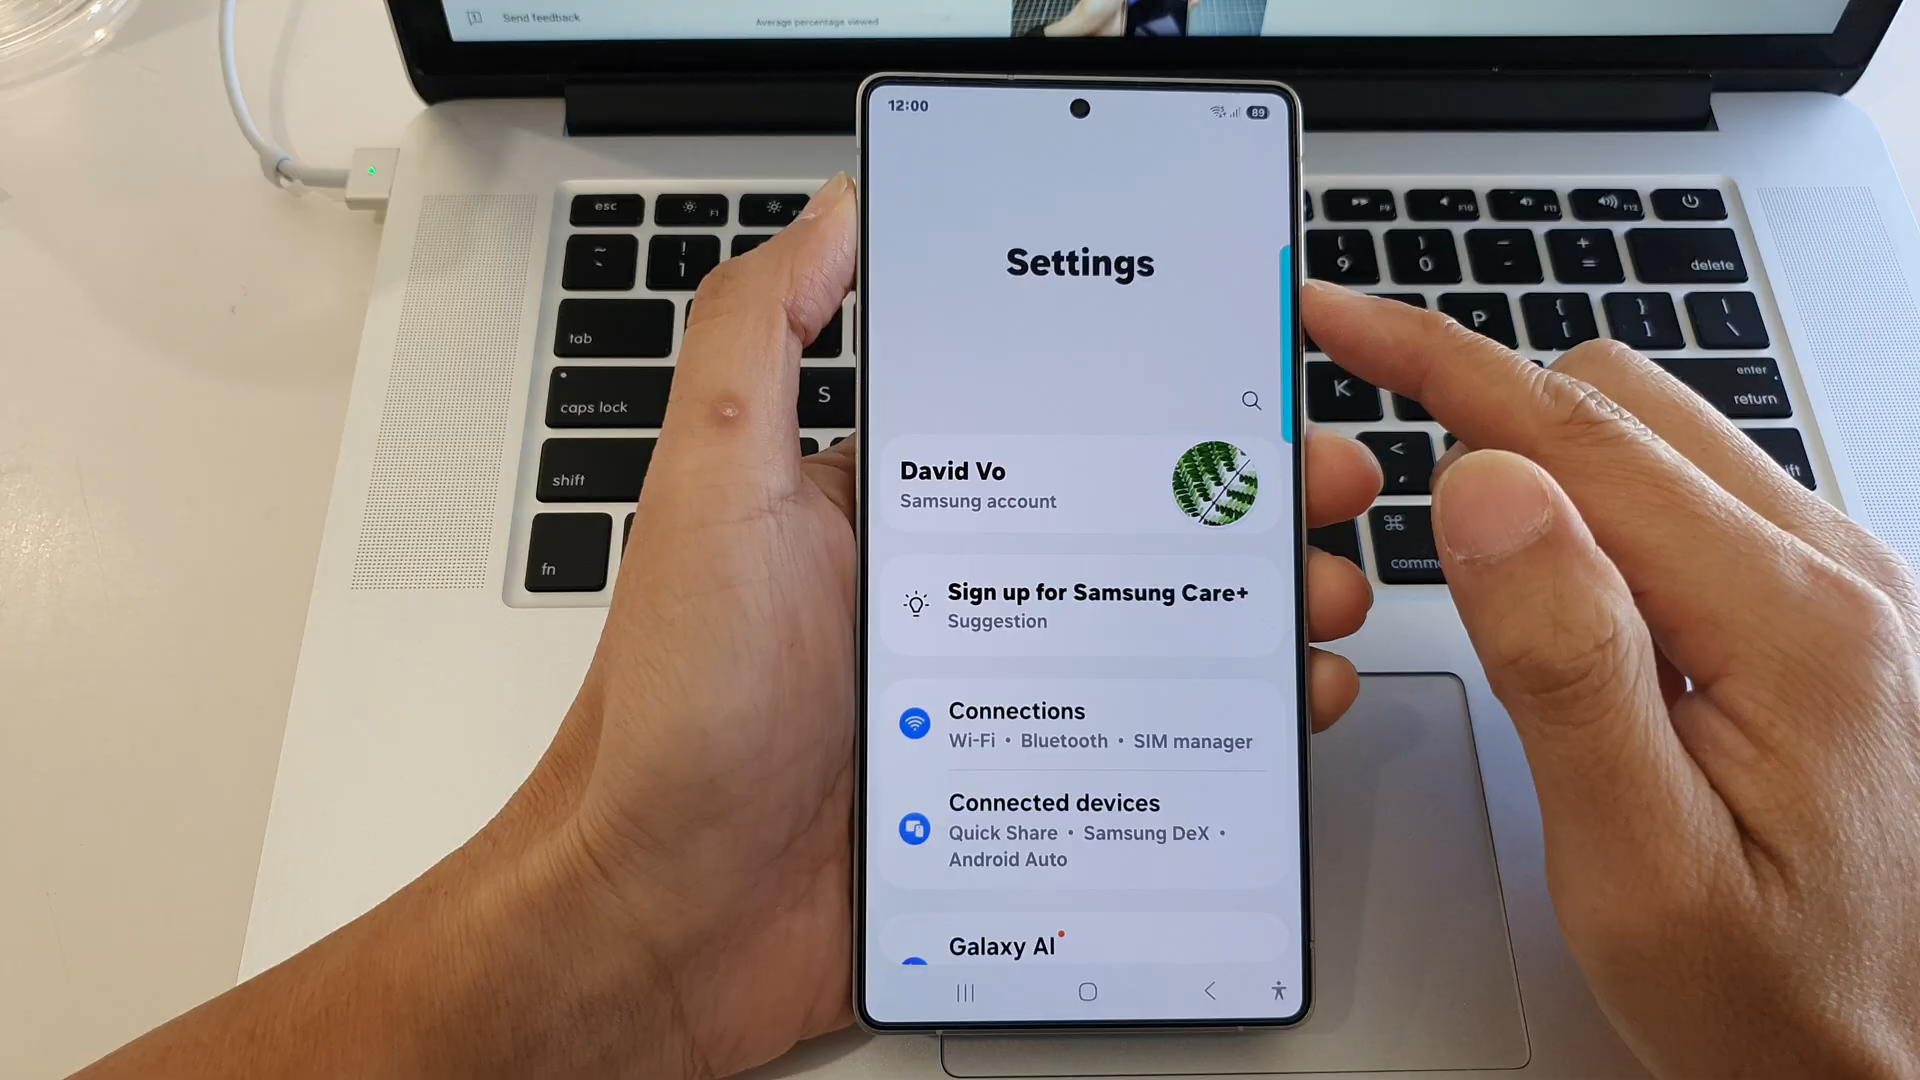 Send feedback
Average percentage viewed
12:00
89
Settings
David Vo
Samsung account
Sign up for Samsung Care+
Suggestion
Connections
Wi-Fi • Bluetooth • SIM manager
Connected devices
Quick Share • Samsung DeX •
Android Auto
Galaxy AI
esc
F1
F9
F10
F11
F12
~
`
!
1
(
9
)
0
_
-
+
=
delete
tab
P
{
[
}
]
|
\
caps lock
S
K
enter
return
shift
<
,
fn
⌘